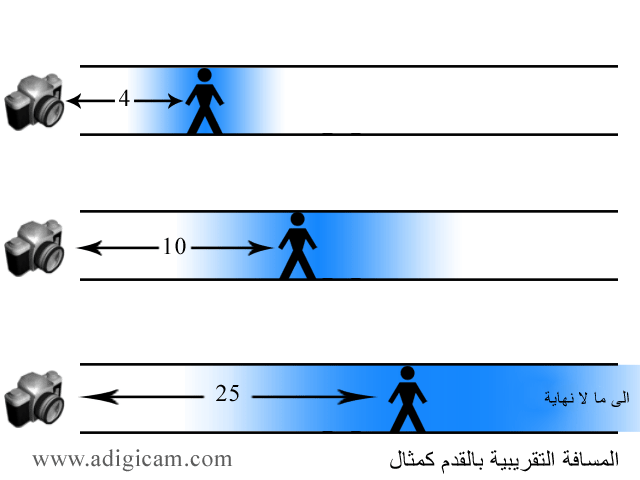 4
10
25
الى ما لا نهاية
المسافة التقريبية بالقدم كمثال
www.adigicam.com